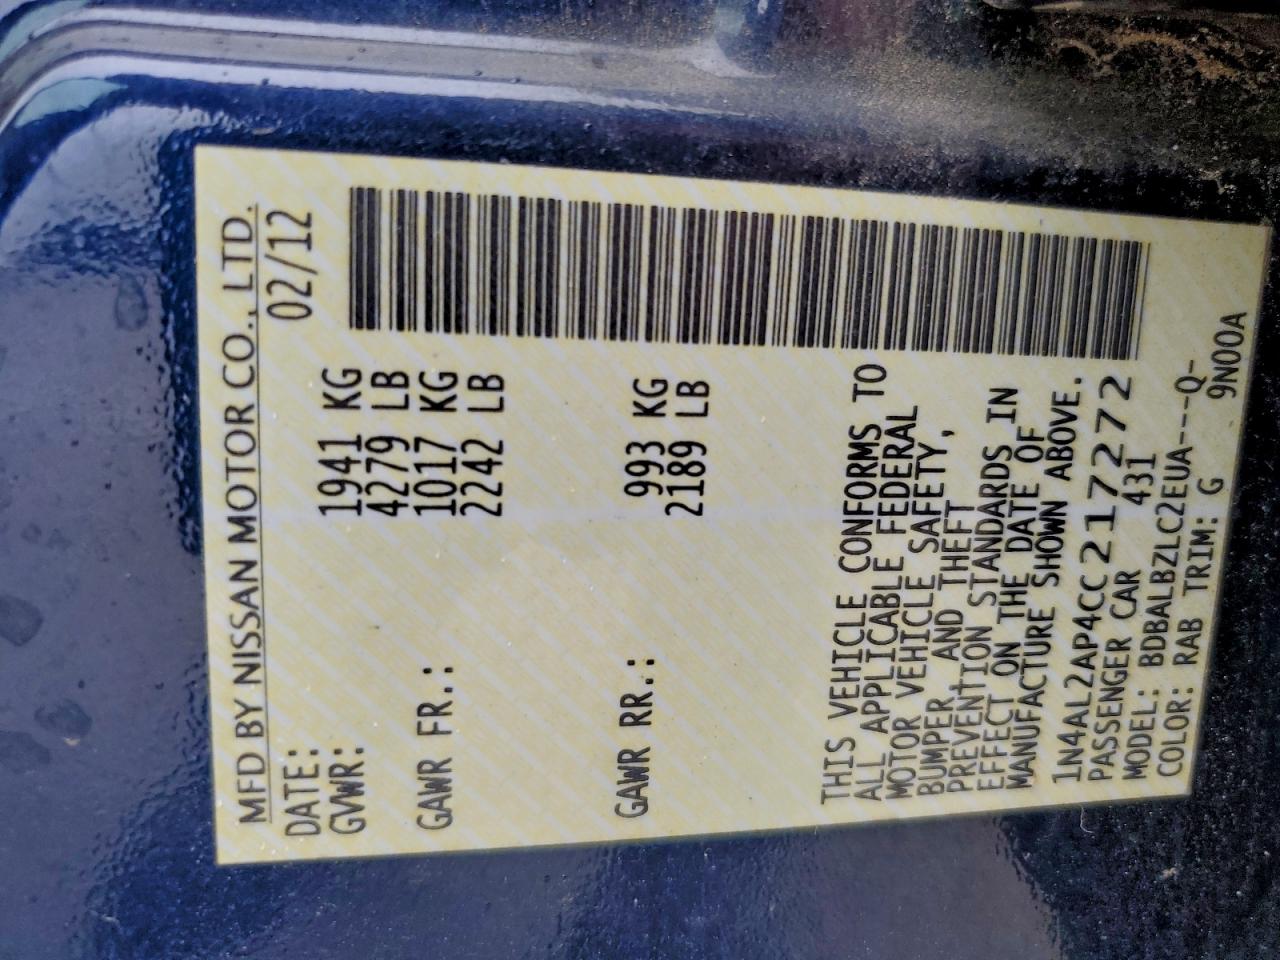 MFD BY NISSAN MOTOR CO., LTD.
DATE: 02/12
GVWR: 1941 KG
4279 LB
GAWR FR.: 1017 KG
2242 LB
GAWR RR.: 993 KG
2189 LB
THIS VEHICLE CONFORMS TO
ALL APPLICABLE FEDERAL
MOTOR VEHICLE SAFETY,
BUMPER AND THEFT
PREVENTION STANDARDS IN
EFFECT ON THE DATE OF
MANUFACTURE SHOWN ABOVE.
1N4AL2AP4CC217272
PASSENGER CAR 431
MODEL: BDBALBZLC2EUA----Q-
COLOR: RAB TRIM: G 9N00A